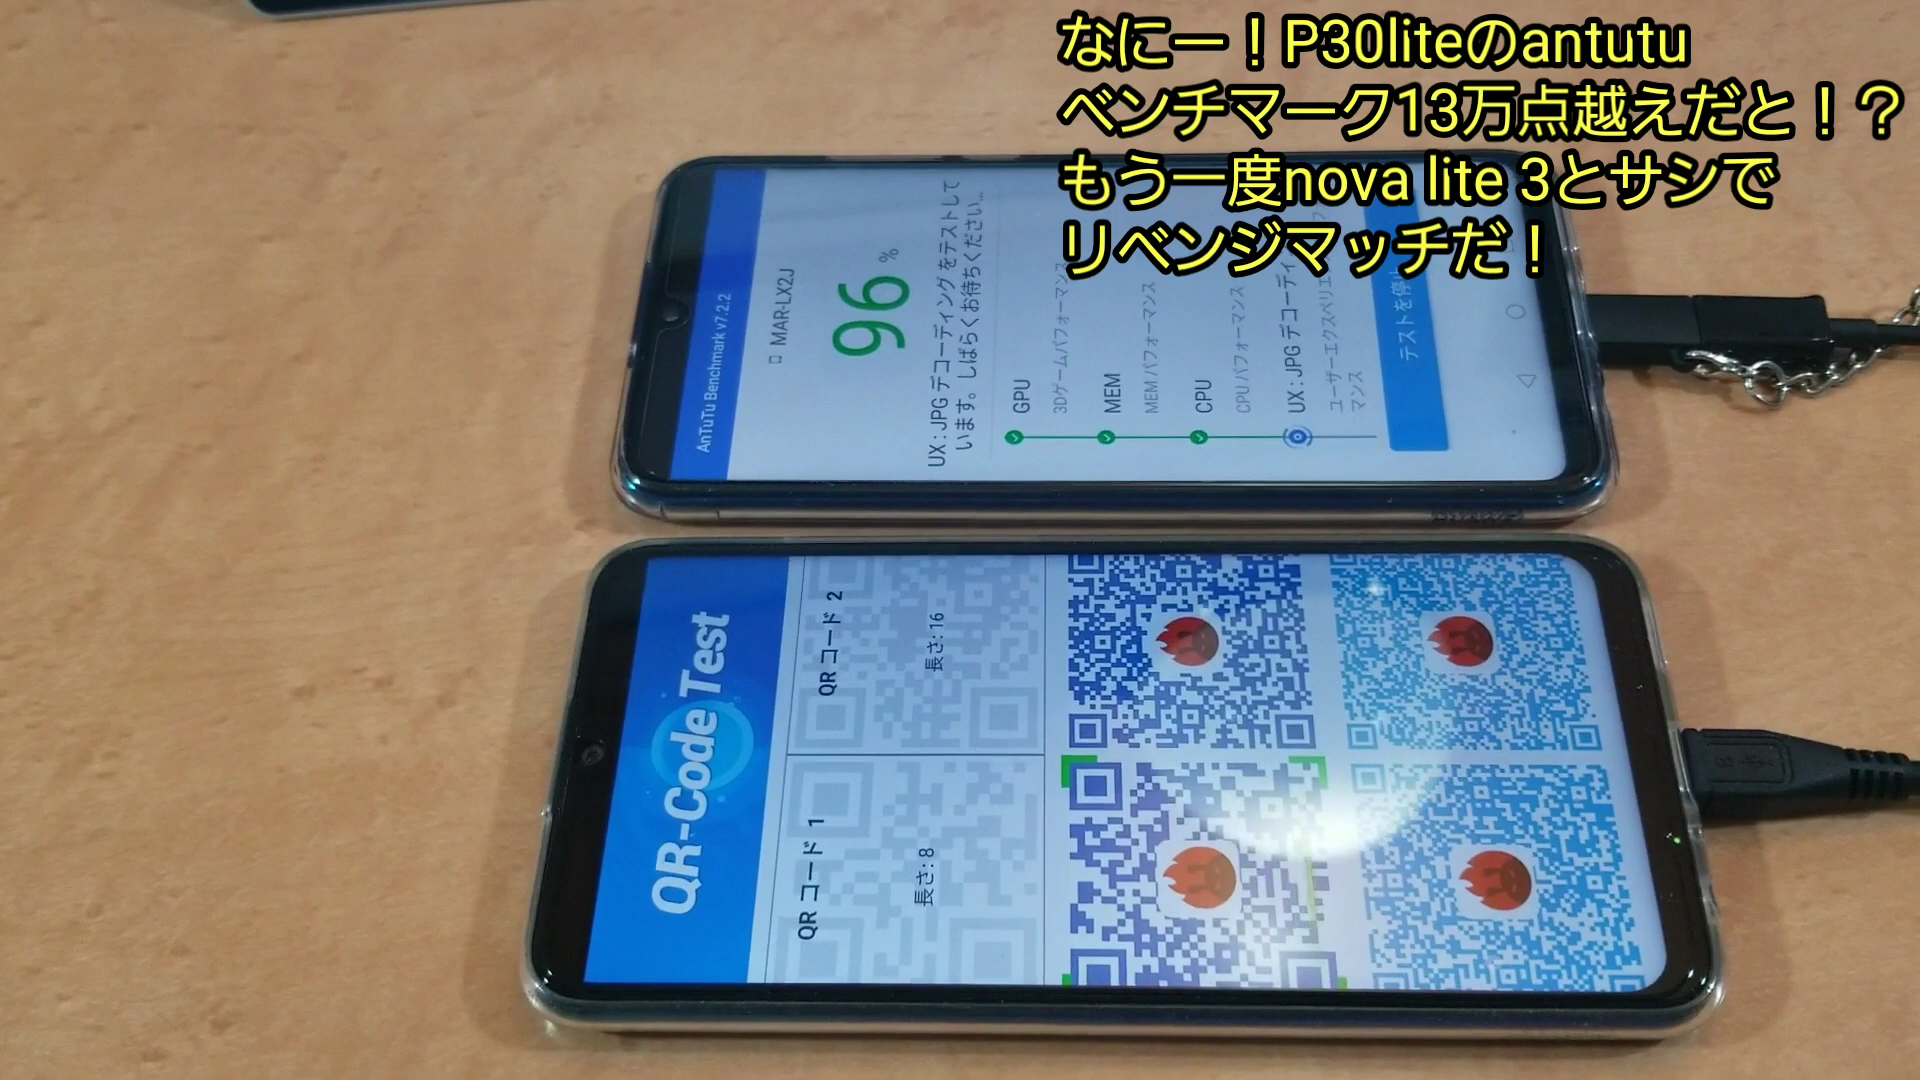 なにー！P30liteのantutu
ベンチマーク13万点越えだと！？
もう一度nova lite 3とサシで
リベンジマッチだ！
AnTuTu Benchmark v7.2.2
MAR-LX2J
96%
UX : JPG デコーディングをテストして
います。しばらくお待ちください...
GPU
3Dゲームパフォーマンス
MEM
MEM パフォーマンス
CPU
CPU パフォーマンス
UX : JPG デコーディ
ユーザーエクスペリエ
マンス
テストを停
QR-Code Test
QR コード 1
長さ: 8
QR コード 2
長さ: 16